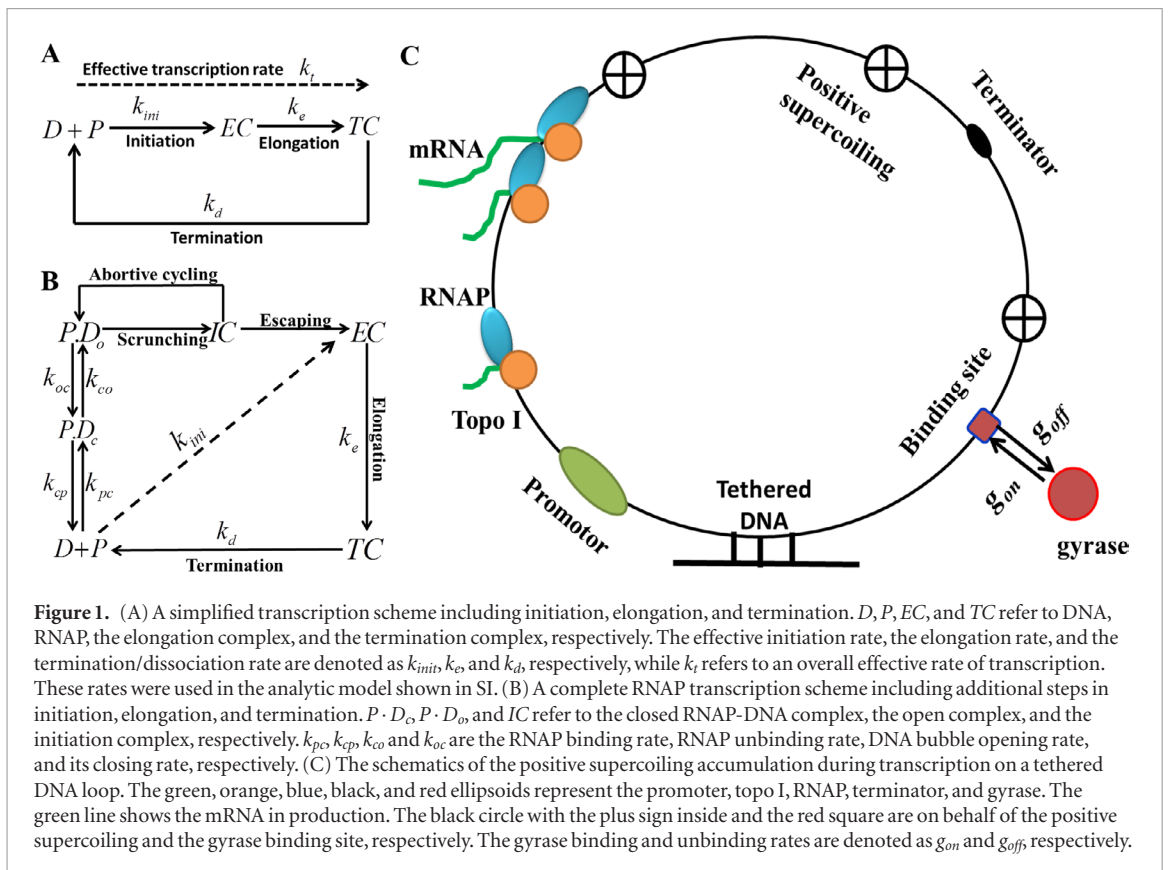 A
Effective transcription rate k_t
k_ini
k_e
D + P
EC
TC
Initiation
Elongation
k_d
Termination
B
Abortive cycling
P.D_o
Scrunching
IC
Escaping
EC
k_oc
k_co
P.D_c
k_ini
k_e
Elongation
k_cp
k_pc
D+P
k_d
TC
Termination
C
mRNA
Positive
supercoiling
Terminator
RNAP
Topo I
Binding site
g_off
g_on
gyrase
Promotor
Tethered
DNA
Figure 1. (A) A simplified transcription scheme including initiation, elongation, and termination. D, P, EC, and TC refer to DNA,
RNAP, the elongation complex, and the termination complex, respectively. The effective initiation rate, the elongation rate, and the
termination/dissociation rate are denoted as k_init, k_e, and k_d, respectively, while k_t refers to an overall effective rate of transcription.
These rates were used in the analytic model shown in SI. (B) A complete RNAP transcription scheme including additional steps in
initiation, elongation, and termination. P · D_c, P · D_o, and IC refer to the closed RNAP-DNA complex, the open complex, and the
initiation complex, respectively. k_pc, k_cp, k_co and k_oc are the RNAP binding rate, RNAP unbinding rate, DNA bubble opening rate,
and its closing rate, respectively. (C) The schematics of the positive supercoiling accumulation during transcription on a tethered
DNA loop. The green, orange, blue, black, and red ellipsoids represent the promoter, topo I, RNAP, terminator, and gyrase. The
green line shows the mRNA in production. The black circle with the plus sign inside and the red square are on behalf of the positive
supercoiling and the gyrase binding site, respectively. The gyrase binding and unbinding rates are denoted as g_on and g_off, respectively.